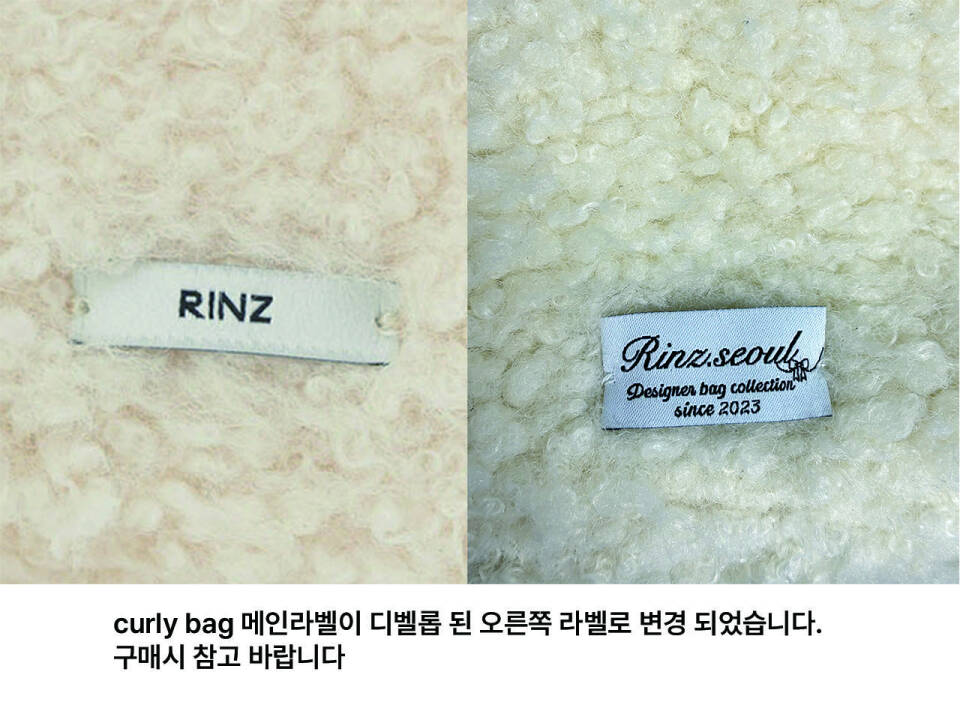 RINZ
Rinz.seoul
Designer bag collection
since 2023
curly bag 메인라벨이 디벨롭 된 오른쪽 라벨로 변경 되었습니다.
구매시 참고 바랍니다